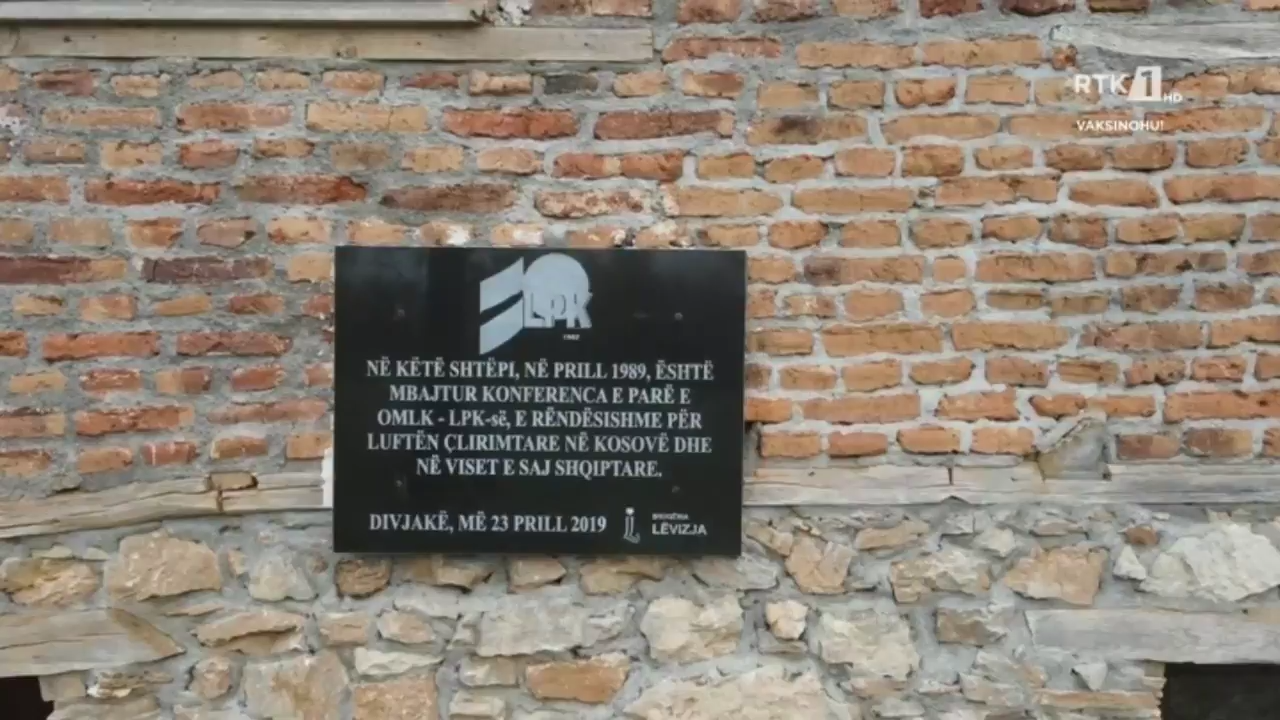 RTK 1 HD
VAKSINOHU!
LPK
1982
NË KËTË SHTËPI, NË PRILL 1989, ËSHTË
MBAJTUR KONFERENCA E PARË E
OMLK - LPK-së, E RËNDËSISHME PËR
LUFTËN ÇLIRIMTARE NË KOSOVË DHE
NË VISET E SAJ SHQIPTARE.
DIVJAKË, MË 23 PRILL 2019
LËVIZJA